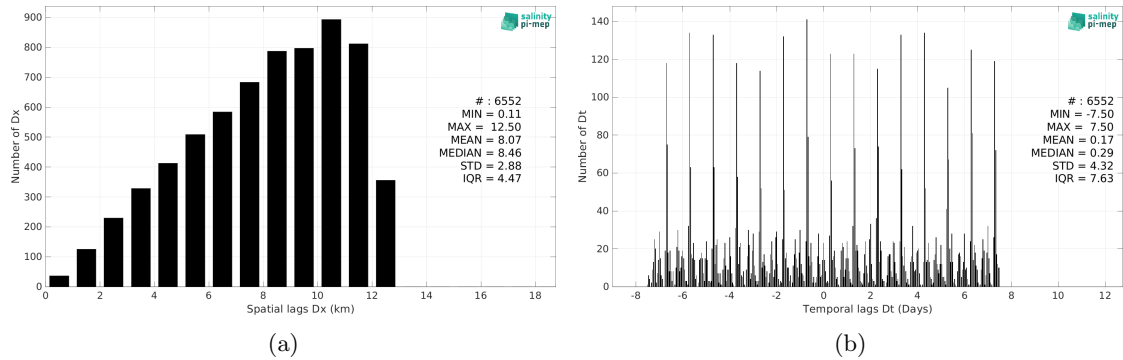 900
800
700
600
500
400
300
200
100
0
Number of Dx
0 2 4 6 8 10 12 14 16 18
Spatial lags Dx (km)
salinity
pi-mep
# : 6552
MIN = 0.11
MAX = 12.50
MEAN = 8.07
MEDIAN = 8.46
STD = 2.88
IQR = 4.47
(a)
140
120
100
80
60
40
20
0
Number of Dt
-8 -6 -4 -2 0 2 4 6 8 10 12
Temporal lags Dt (Days)
salinity
pi-mep
# : 6552
MIN = -7.50
MAX = 7.50
MEAN = 0.17
MEDIAN = 0.29
STD = 4.32
IQR = 7.63
(b)